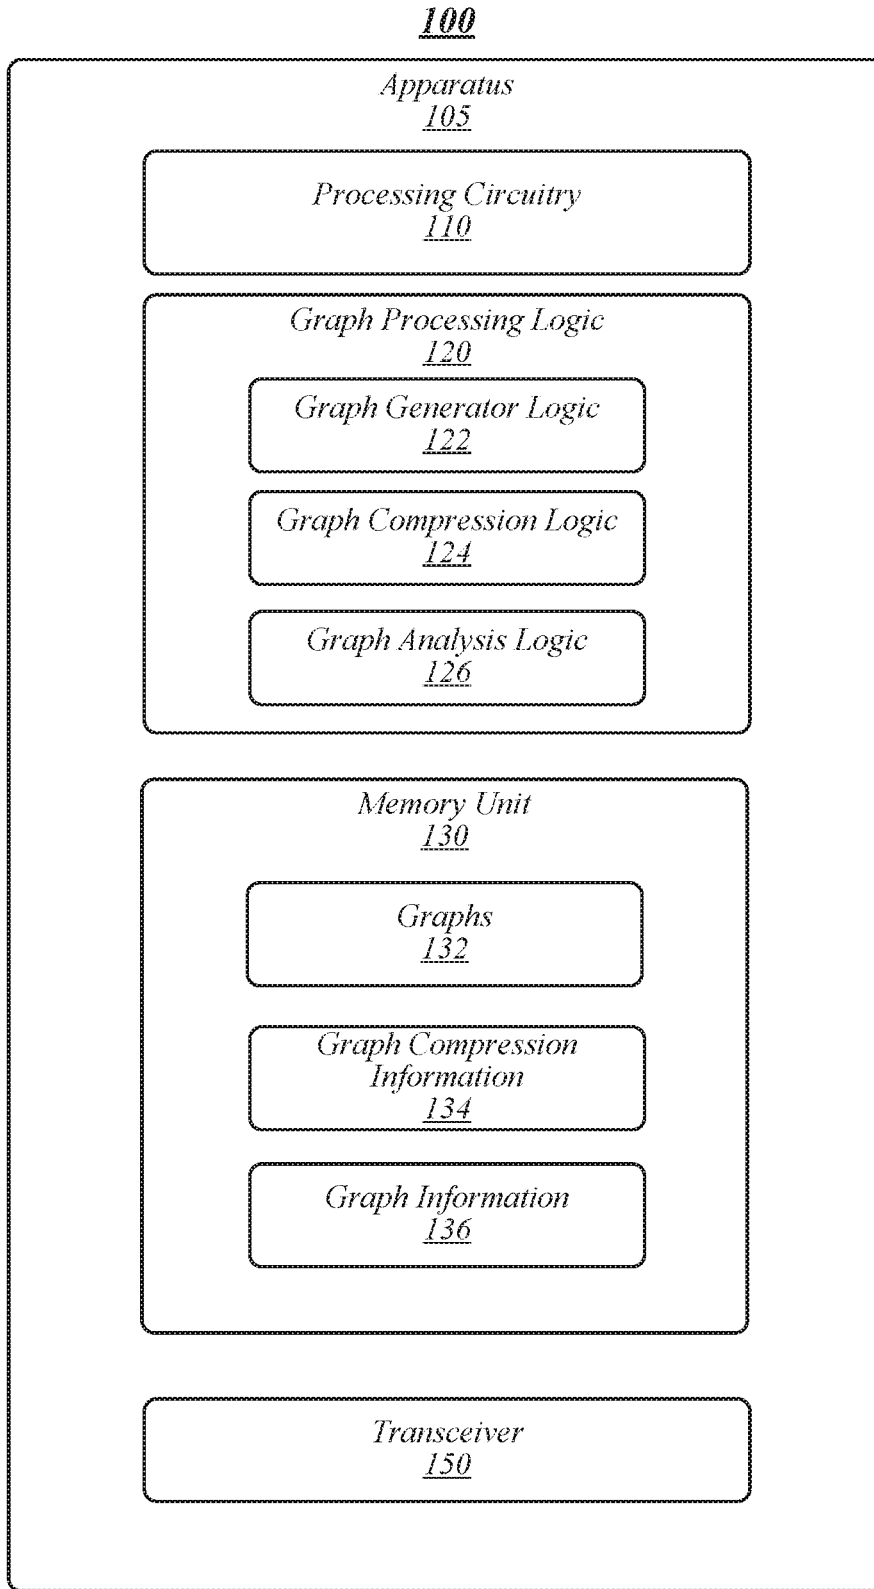 100
Apparatus
105
Processing Circuitry
110
Graph Processing Logic
120
Graph Generator Logic
122
Graph Compression Logic
124
Graph Analysis Logic
126
Memory Unit
130
Graphs
132
Graph Compression
Information
134
Graph Information
136
Transceiver
150